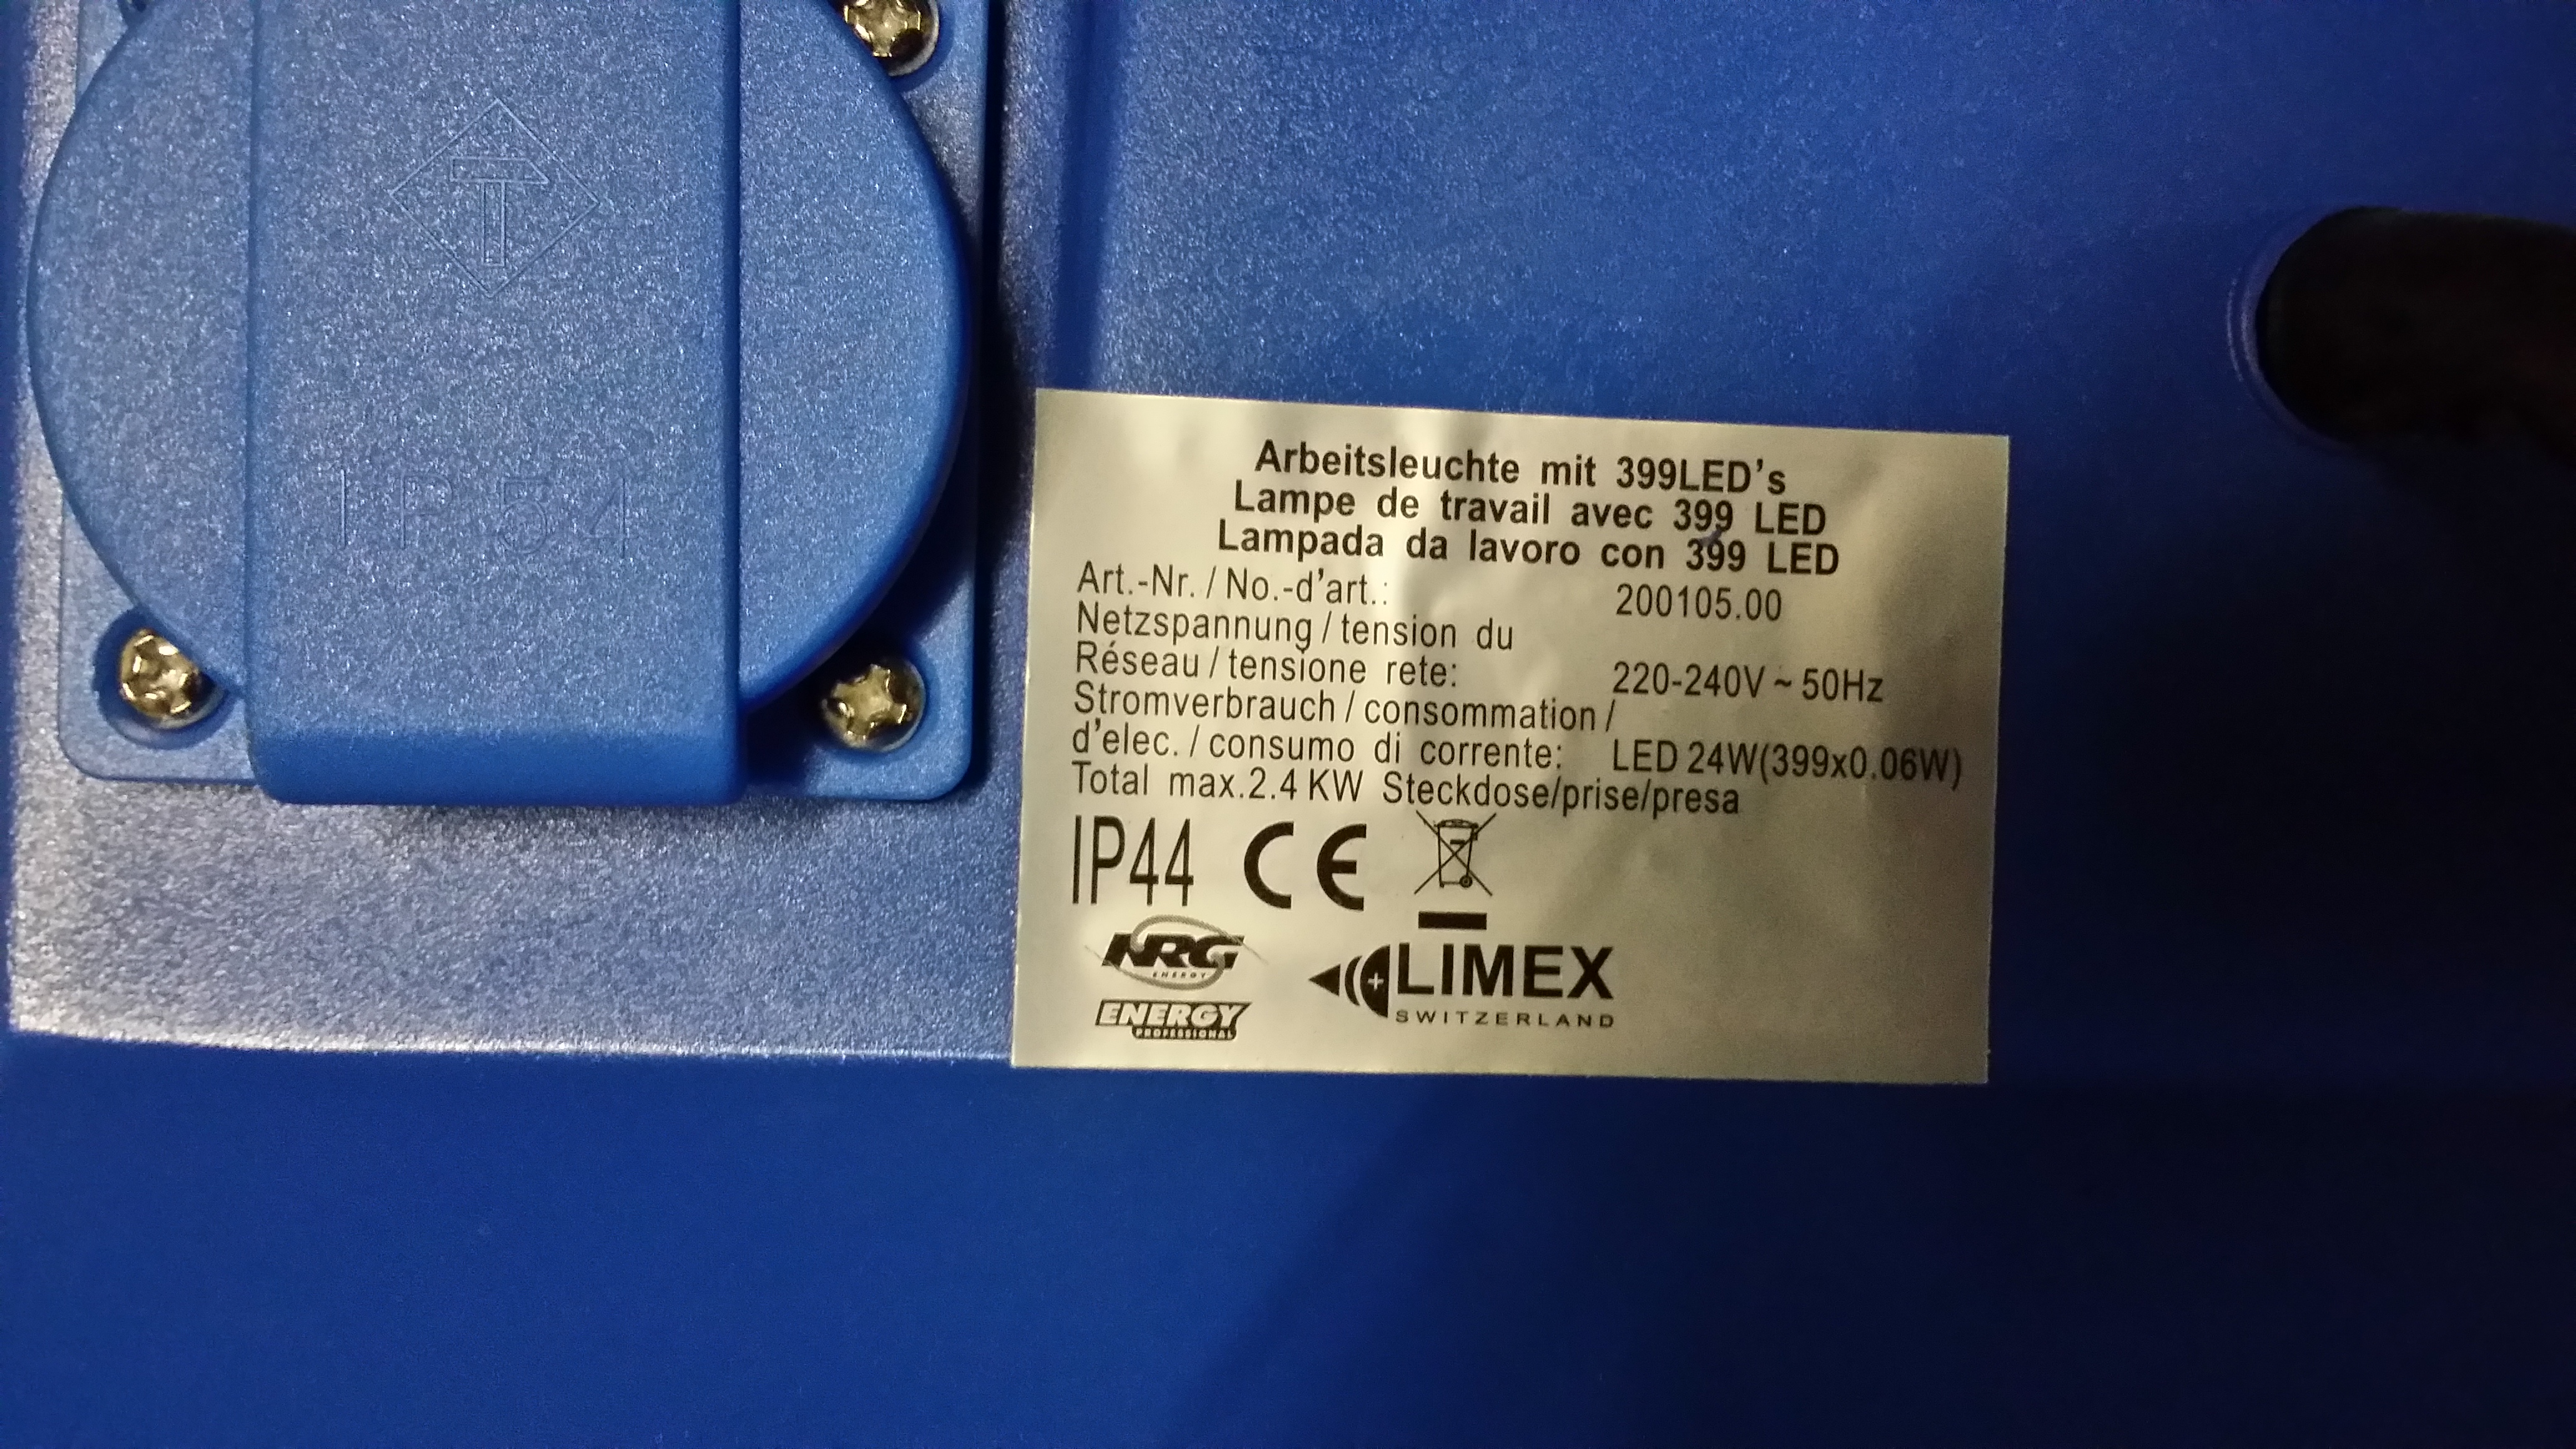 T
IP54
Arbeitsleuchte mit 399LED's
Lampe de travail avec 399 LED
Lampada da lavoro con 399 LED
Art.-Nr. / No.-d'art.: 200105.00
Netzspannung / tension du
Réseau / tensione rete: 220-240V ~ 50Hz
Stromverbrauch / consommation /
d'elec. / consumo di corrente: LED 24W(399x0.06W)
Total max.2.4 KW Steckdose/prise/presa
IP44 CE
NRG
ENERGY
ENERGY
PROFESSIONAL
LIMEX
SWITZERLAND